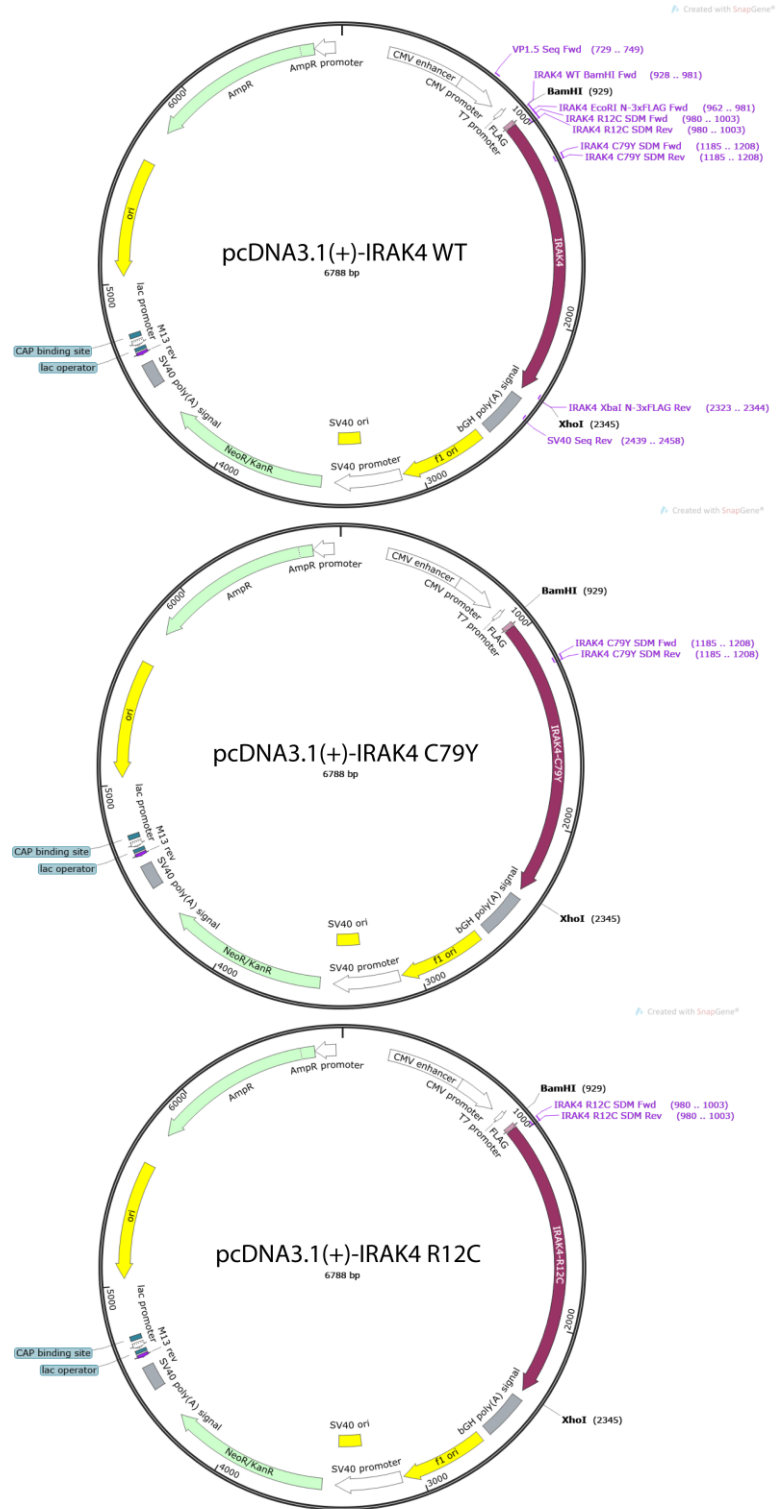 Created with SnapGene®
VP1.5 Seq Fwd (729 .. 749)
IRAK4 WT BamHI Fwd (928 .. 981)
BamHI (929)
IRAK4 EcoRI N-3xFLAG Fwd (962 .. 981)
IRAK4 R12C SDM Fwd (980 .. 1003)
IRAK4 R12C SDM Rev (980 .. 1003)
IRAK4 C79Y SDM Fwd (1185 .. 1208)
IRAK4 C79Y SDM Rev (1185 .. 1208)
AmpR promoter
AmpR
6000
CMV enhancer
CMV promoter
T7 promoter
FLAG
1000
IRAK4
ori
pcDNA3.1(+)-IRAK4 WT
6788 bp
5000
2000
lac promoter
M13 rev
CAP binding site
lac operator
SV40 poly(A) signal
SV40 ori
bGH poly(A) signal
IRAK4 XbaI N-3xFLAG Rev (2323 .. 2344)
XhoI (2345)
SV40 Seq Rev (2439 .. 2458)
NeoR/KanR
SV40 promoter
f1 ori
4000
3000
Created with SnapGene®
AmpR promoter
AmpR
6000
CMV enhancer
CMV promoter
T7 promoter
FLAG
1000
BamHI (929)
IRAK4 C79Y SDM Fwd (1185 .. 1208)
IRAK4 C79Y SDM Rev (1185 .. 1208)
IRAK4-C79Y
ori
pcDNA3.1(+)-IRAK4 C79Y
6788 bp
5000
2000
lac promoter
M13 rev
CAP binding site
lac operator
SV40 poly(A) signal
SV40 ori
bGH poly(A) signal
XhoI (2345)
NeoR/KanR
SV40 promoter
f1 ori
4000
3000
Created with SnapGene®
AmpR promoter
AmpR
6000
CMV enhancer
CMV promoter
T7 promoter
FLAG
1000
BamHI (929)
IRAK4 R12C SDM Fwd (980 .. 1003)
IRAK4 R12C SDM Rev (980 .. 1003)
IRAK4-R12C
ori
pcDNA3.1(+)-IRAK4 R12C
6788 bp
5000
2000
lac promoter
M13 rev
CAP binding site
lac operator
SV40 poly(A) signal
SV40 ori
bGH poly(A) signal
XhoI (2345)
NeoR/KanR
SV40 promoter
f1 ori
4000
3000